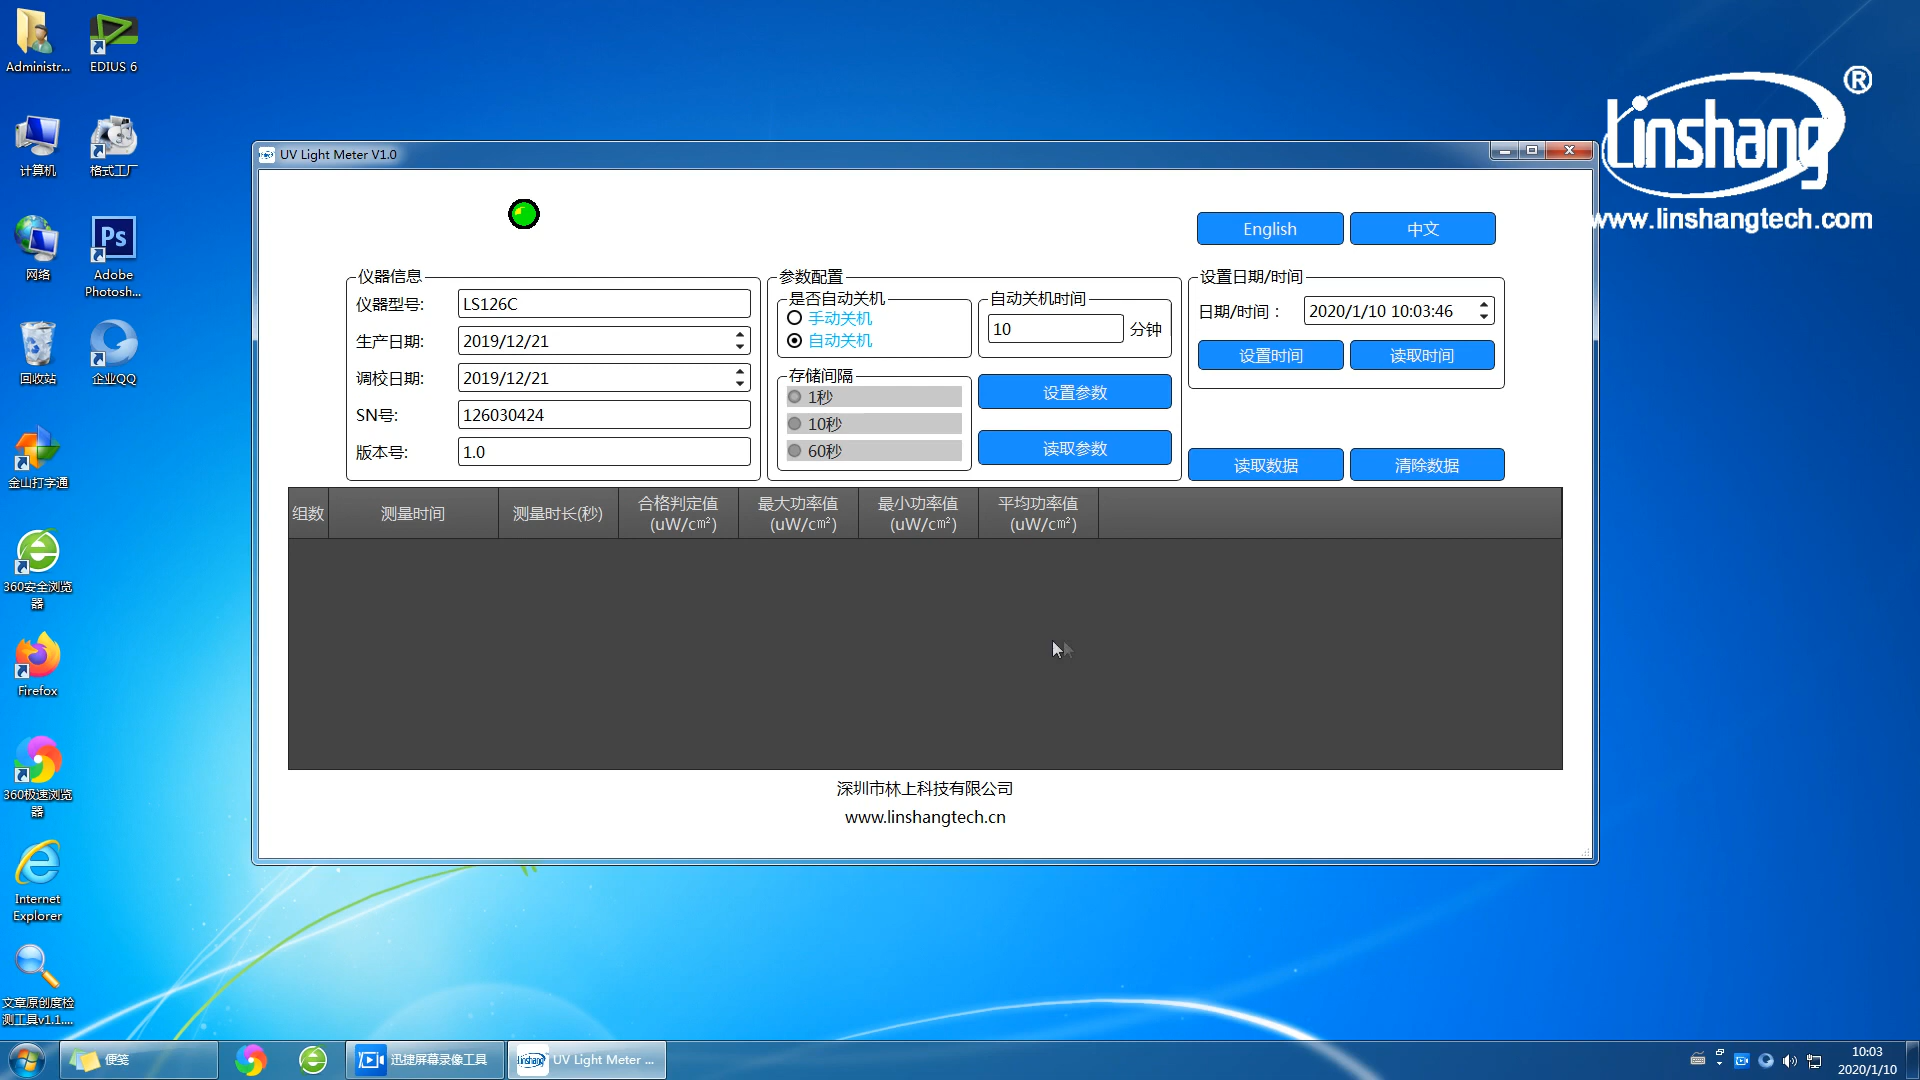 Administr...
EDIUS 6
计算机
格式工厂
网络
Ps
Adobe
Photosh...
回收站
企业QQ
金山打字通
360安全浏览
器
Firefox
360极速浏览
器
Internet
Explorer
文章原创度检
测工具v1.1....
Linshang®
www.linshangtech.com
UV Light Meter V1.0
English
中文
仪器信息
仪器型号:
LS126C
生产日期:
2019/12/21
调校日期:
2019/12/21
SN号:
126030424
版本号:
1.0
参数配置
是否自动关机
手动关机
自动关机
自动关机时间
10
分钟
存储间隔
1秒
10秒
60秒
设置参数
读取参数
设置日期/时间
日期/时间：
2020/1/10 10:03:46
设置时间
读取时间
读取数据
清除数据
组数
测量时间
测量时长(秒)
合格判定值
(uW/c㎡)
最大功率值
(uW/c㎡)
最小功率值
(uW/c㎡)
平均功率值
(uW/c㎡)
深圳市林上科技有限公司
www.linshangtech.cn
便笺
迅捷屏幕录像工具
linshang
UV Light Meter ...
10:03
2020/1/10